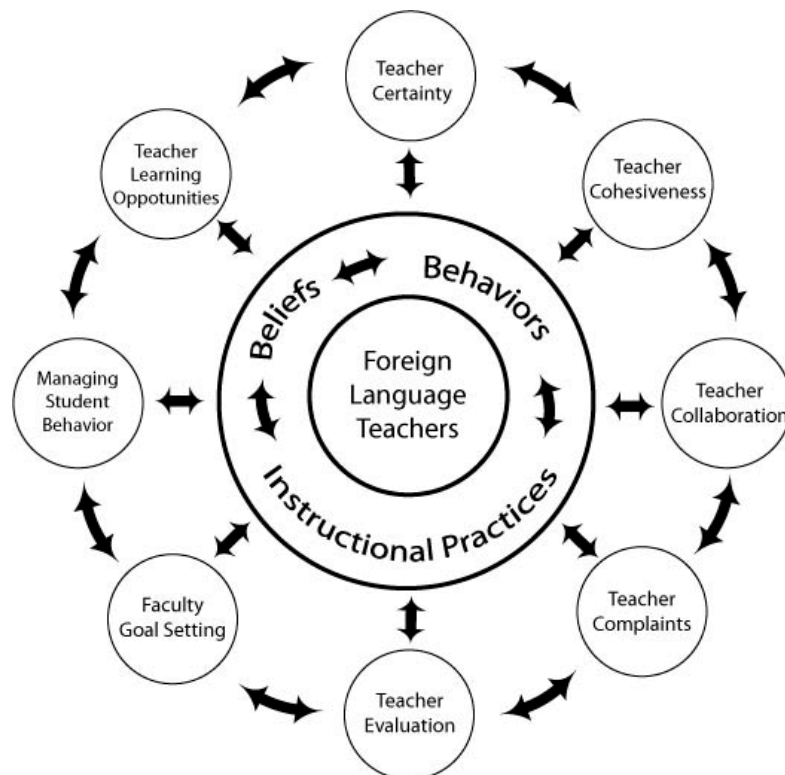 Teacher
Certainty
Teacher
Cohesiveness
Teacher
Collaboration
Teacher
Complaints
Teacher
Evaluation
Faculty
Goal Setting
Managing
Student
Behavior
Teacher
Learning
Oppotunities
Beliefs
Behaviors
Instructional Practices
Foreign
Language
Teachers